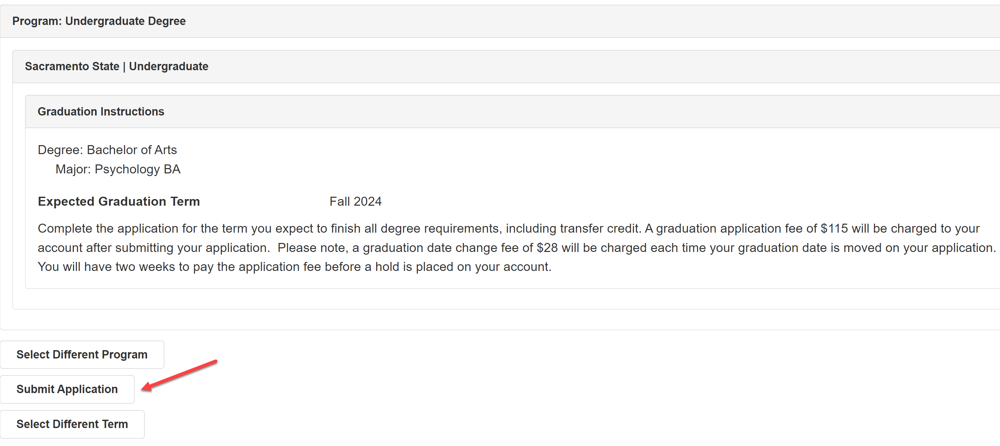 Program: Undergraduate Degree
Sacramento State | Undergraduate
Graduation Instructions
Degree: Bachelor of Arts
Major: Psychology BA
Expected Graduation Term Fall 2024
Complete the application for the term you expect to finish all degree requirements, including transfer credit. A graduation application fee of $115 will be charged to your
account after submitting your application.  Please note, a graduation date change fee of $28 will be charged each time your graduation date is moved on your application.
You will have two weeks to pay the application fee before a hold is placed on your account.
Select Different Program
Submit Application
Select Different Term